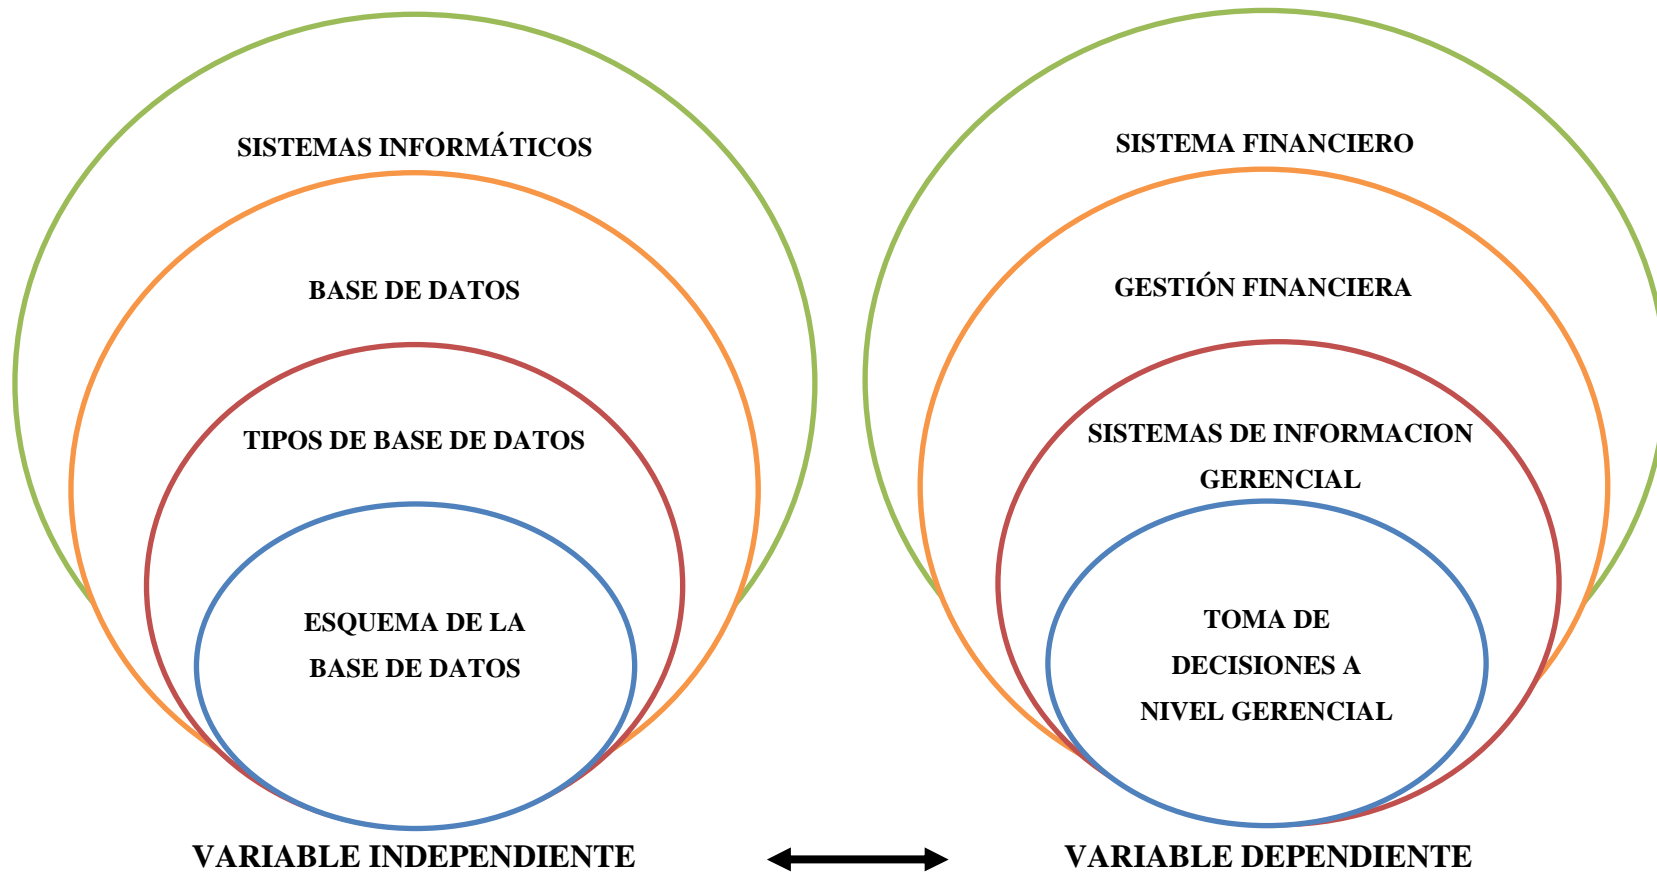 SISTEMAS INFORMÁTICOS
BASE DE DATOS
TIPOS DE BASE DE DATOS
ESQUEMA DE LA
BASE DE DATOS
VARIABLE INDEPENDIENTE
SISTEMA FINANCIERO
GESTIÓN FINANCIERA
SISTEMAS DE INFORMACION
GERENCIAL
TOMA DE
DECISIONES A
NIVEL GERENCIAL
VARIABLE DEPENDIENTE